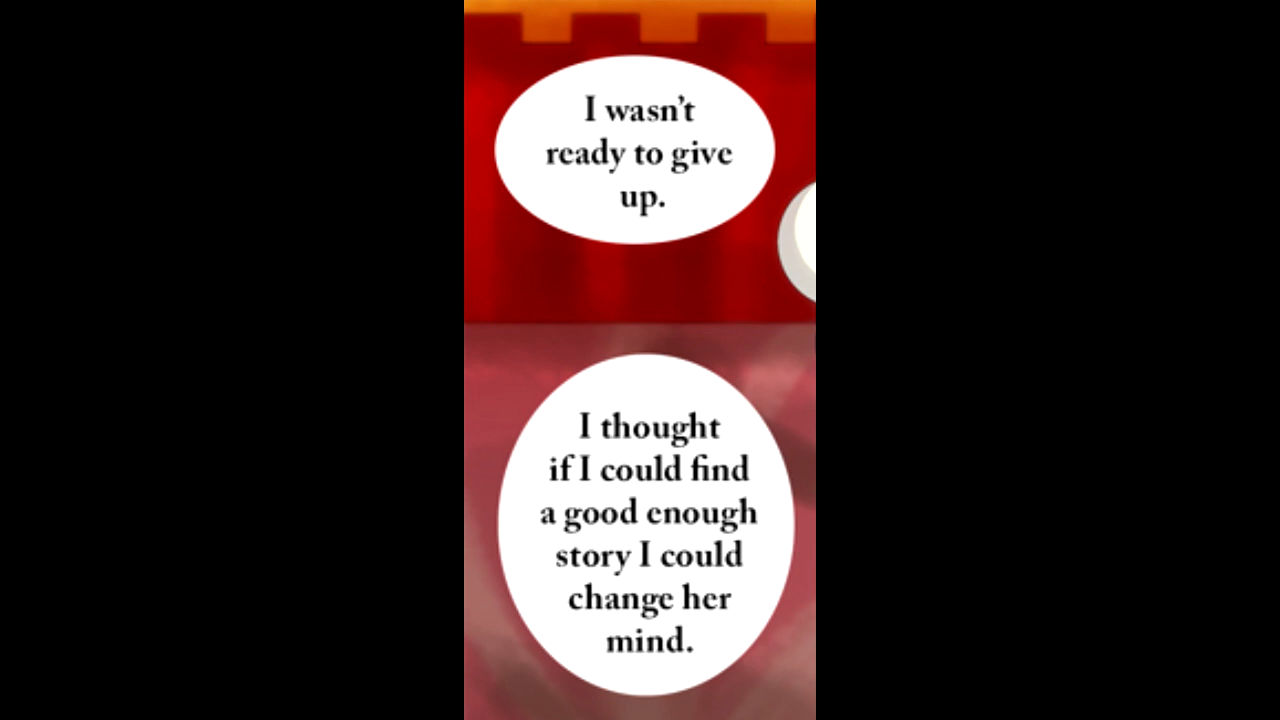 I wasn't
ready to give
up.
I thought
if I could find
a good enough
story I could
change her
mind.